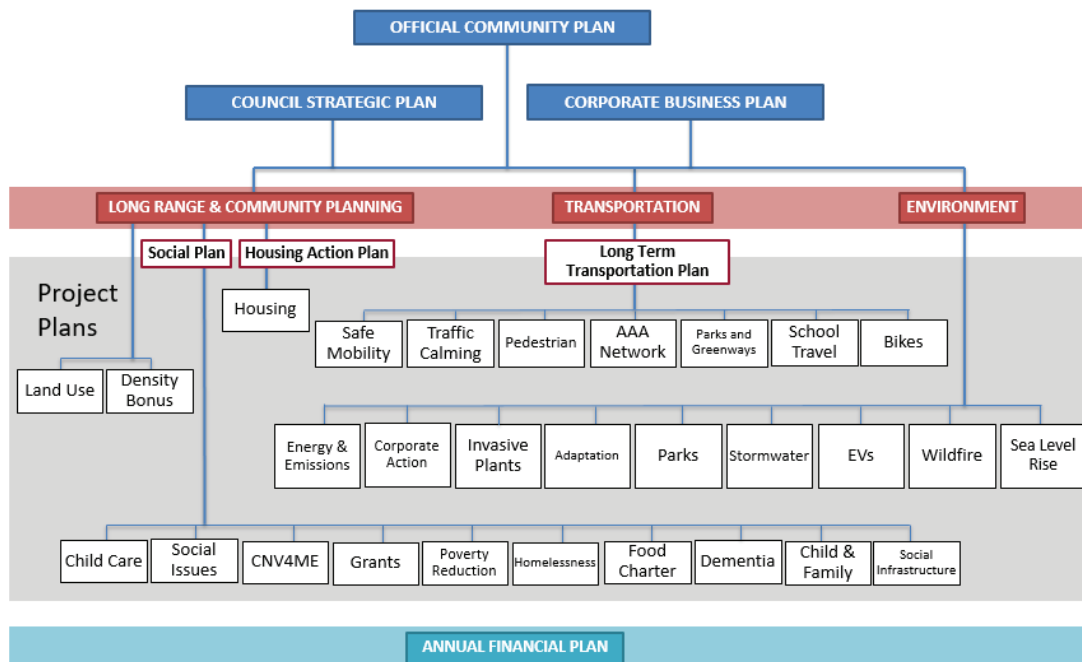 OFFICIAL COMMUNITY PLAN
COUNCIL STRATEGIC PLAN
CORPORATE BUSINESS PLAN
LONG RANGE & COMMUNITY PLANNING
TRANSPORTATION
ENVIRONMENT
Social Plan
Housing Action Plan
Long Term
Transportation Plan
Project
Plans
Housing
Safe
Mobility
Traffic
Calming
Pedestrian
AAA
Network
Parks and
Greenways
School
Travel
Bikes
Land Use
Density
Bonus
Energy &
Emissions
Corporate
Action
Invasive
Plants
Adaptation
Parks
Stormwater
EVs
Wildfire
Sea Level
Rise
Child Care
Social
Issues
CNV4ME
Grants
Poverty
Reduction
Homelessness
Food
Charter
Dementia
Child &
Family
Social
Infrastructure
ANNUAL FINANCIAL PLAN